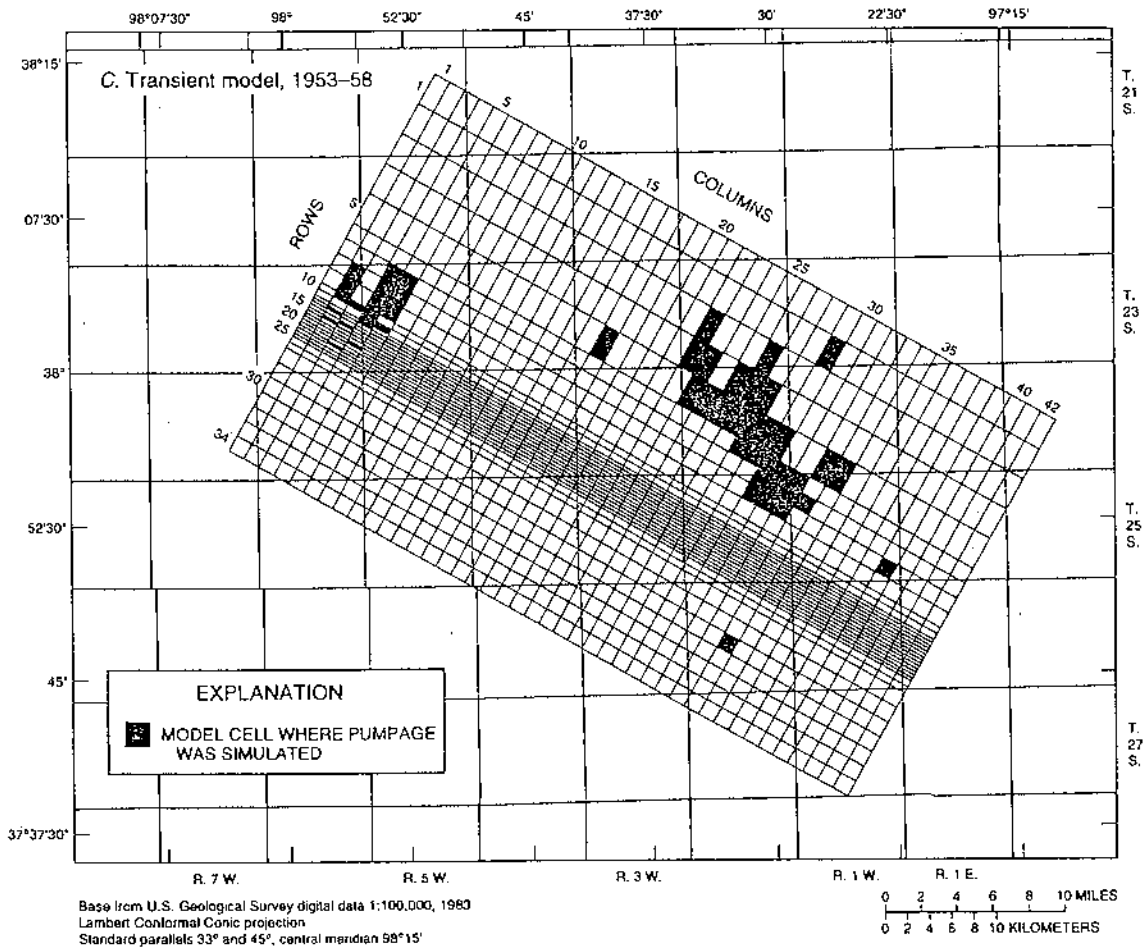 98°07'30"
98°
52'30"
45'
37'30"
30'
22'30"
97°15'
38°15'
C. Transient model, 1953–58
T.
21
S.
1
1
5
10
15
COLUMNS
20
25
30
35
40
42
07'30"
ROWS
10
15
20
25
30
34
T.
23
S.
38°
52'30"
T.
25
S.
45'
EXPLANATION
MODEL CELL WHERE PUMPAGE
WAS SIMULATED
T.
27
S.
37°37'30"
R. 7 W.
R. 5 W.
R. 3 W.
R. 1 W.
R. 1 E.
Base from U.S. Geological Survey digital data 1:100,000, 1983
Lambert Conformal Conic projection
Standard parallels 33° and 45°, central meridian 98°15'
0 2 4 6 8 10 MILES
0 2 4 6 8 10 KILOMETERS